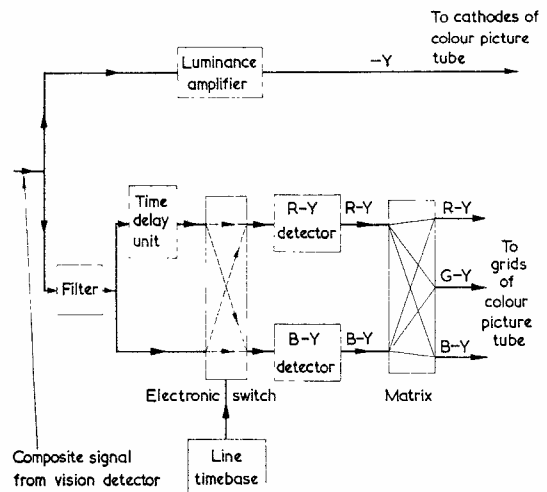 To cathodes of
colour picture
tube
Luminance
amplifier
–Y
Time
delay
unit
R–Y
detector
R–Y
R–Y
Filter
G–Y
To
grids
of
colour
picture
tube
B–Y
detector
B–Y
B–Y
Electronic switch
Matrix
Composite signal
from vision detector
Line
timebase